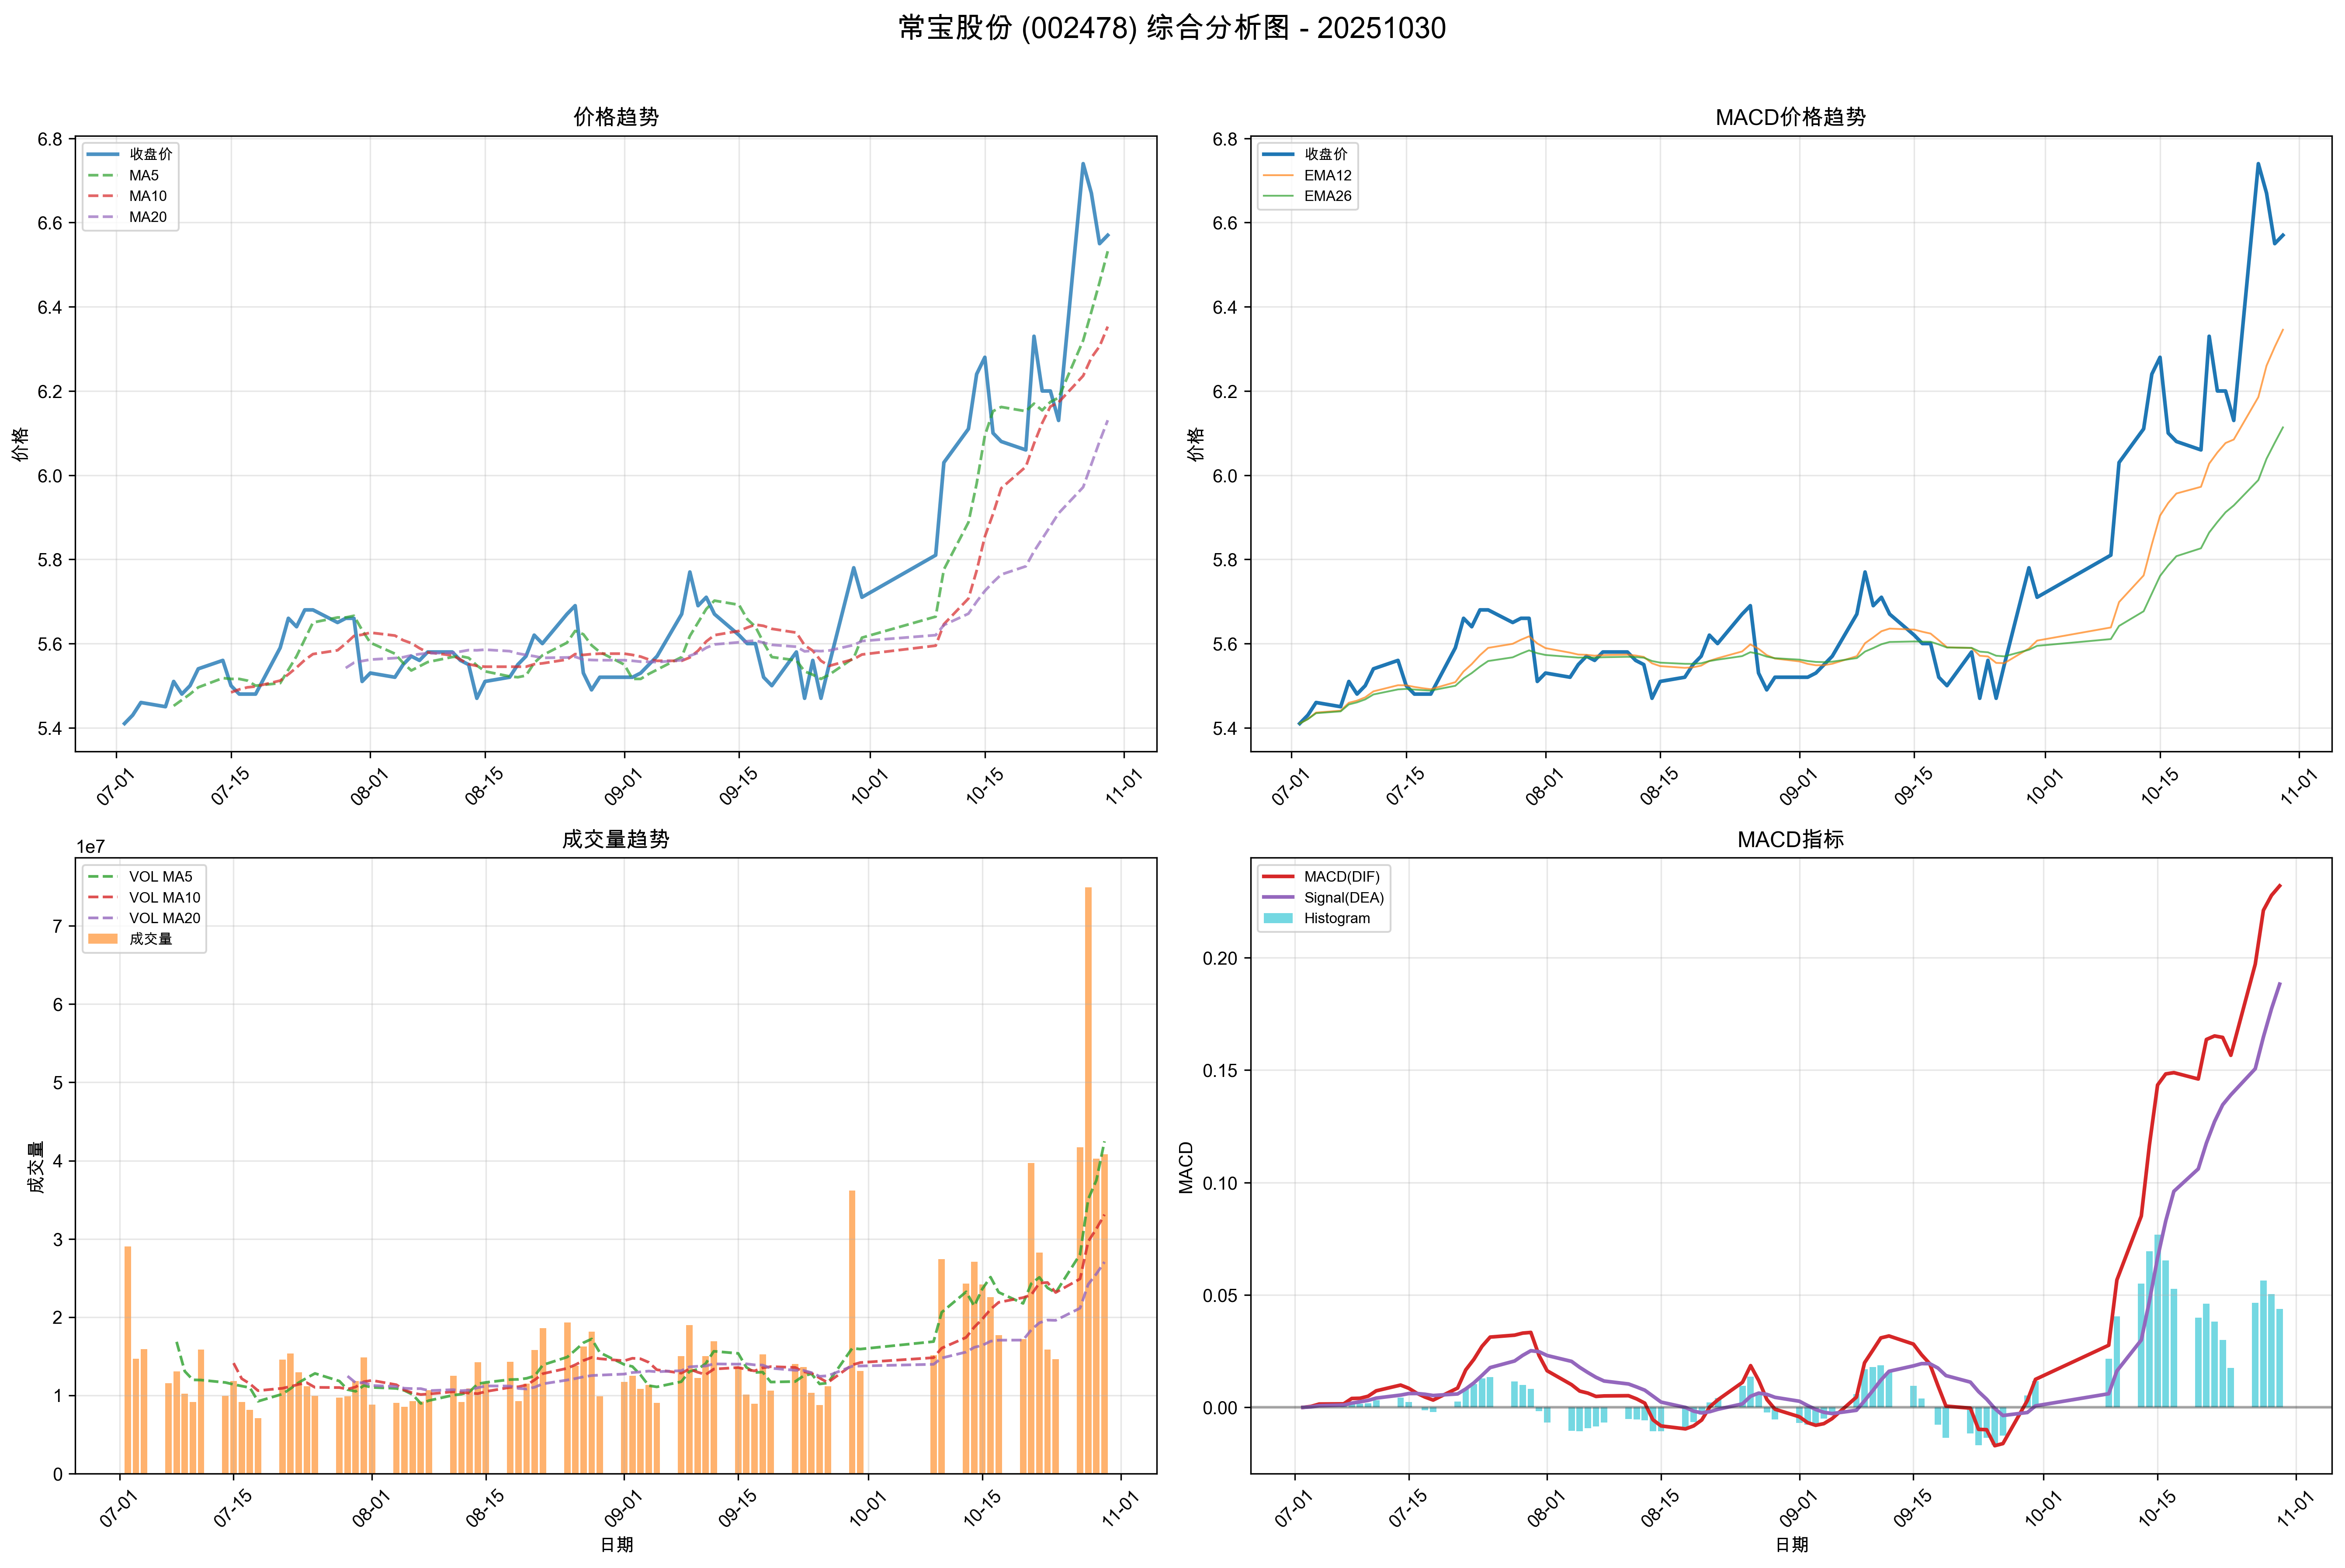 常宝股份 (002478) 综合分析图 - 20251030
价格趋势
价格
6.8
6.6
6.4
6.2
6.0
5.8
5.6
5.4
收盘价
MA5
MA10
MA20
07-01
07-15
08-01
08-15
09-01
09-15
10-01
10-15
11-01
MACD价格趋势
价格
6.8
6.6
6.4
6.2
6.0
5.8
5.6
5.4
收盘价
EMA12
EMA26
07-01
07-15
08-01
08-15
09-01
09-15
10-01
10-15
11-01
成交量趋势
1e7
成交量
7
6
5
4
3
2
1
0
VOL MA5
VOL MA10
VOL MA20
成交量
07-01
07-15
08-01
08-15
09-01
09-15
10-01
10-15
11-01
日期
MACD指标
MACD
0.20
0.15
0.10
0.05
0.00
MACD(DIF)
Signal(DEA)
Histogram
07-01
07-15
08-01
08-15
09-01
09-15
10-01
10-15
11-01
日期